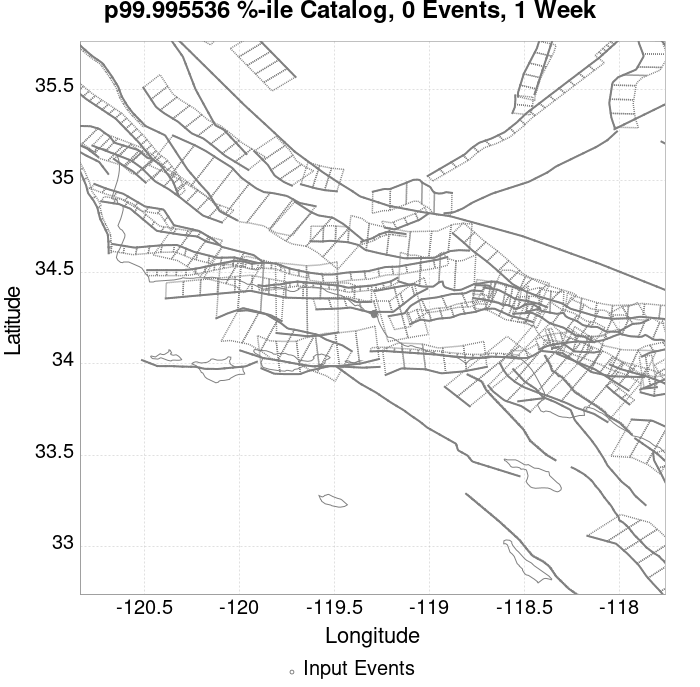 p99.995536 %-ile Catalog, 0 Events, 1 Week
35.5
35
34.5
34
33.5
33
Latitude
-120.5 -120 -119.5 -119 -118.5 -118
Longitude
Input Events